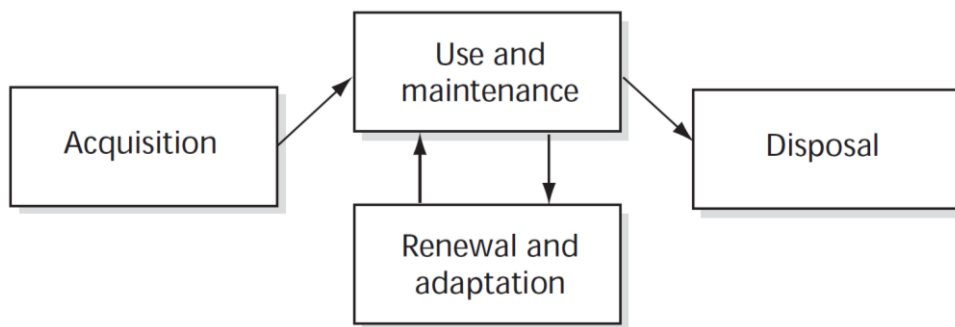 Acquisition
Use and
maintenance
Renewal and
adaptation
Disposal